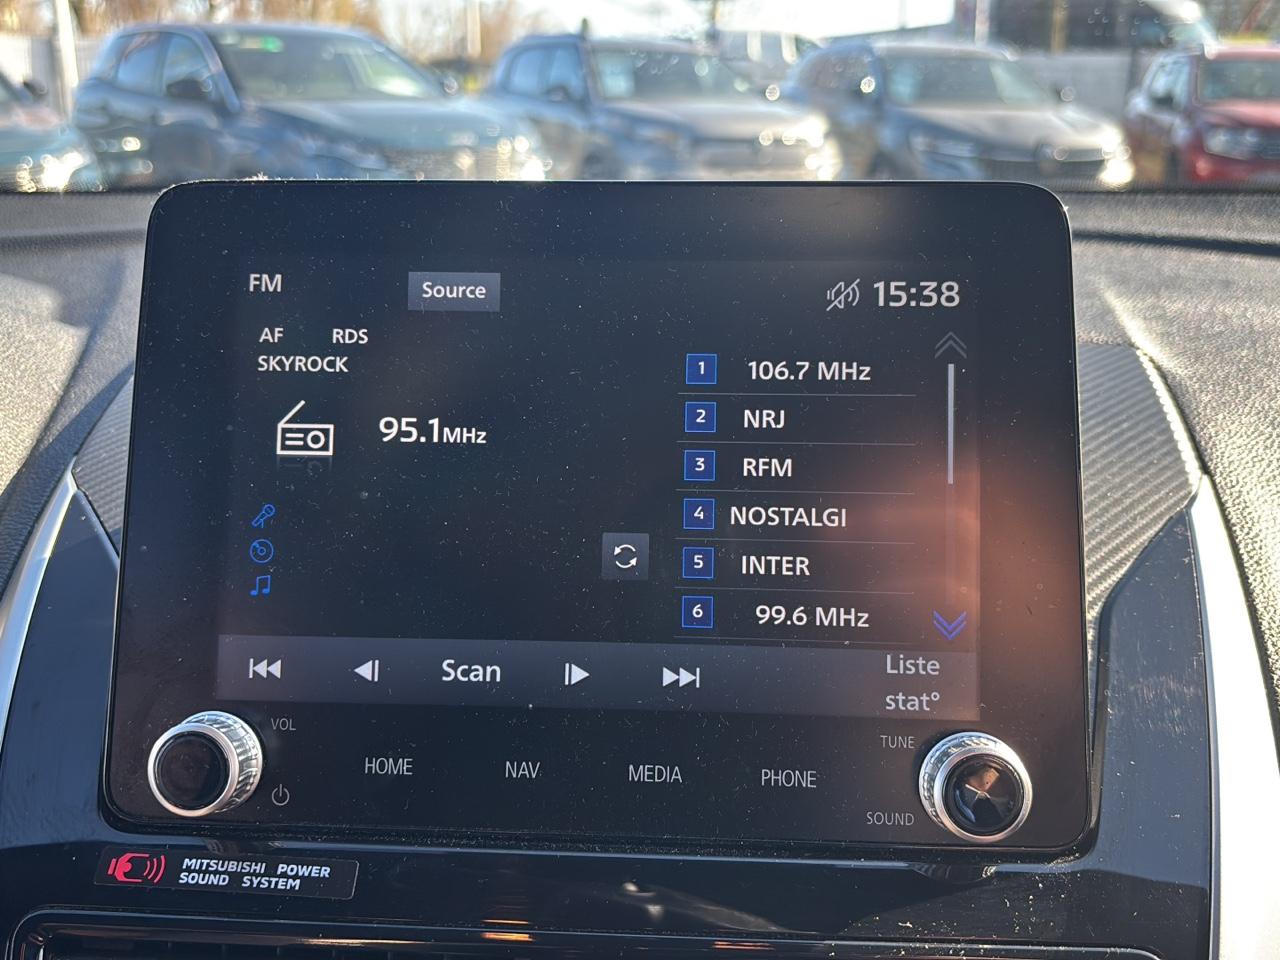 FM
Source
15:38
AF RDS
SKYROCK
95.1MHz
1 106.7 MHz
2 NRJ
3 RFM
4 NOSTALGI
5 INTER
6 99.6 MHz
Scan
Liste
stat°
VOL
TUNE
HOME NAV MEDIA PHONE
SOUND
MITSUBISHI POWER
SOUND SYSTEM